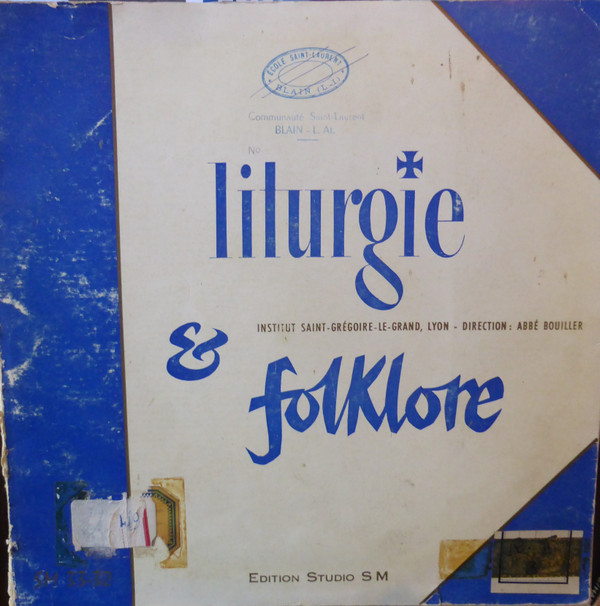 ÉCOLE SAINT-LAURENT
BLAIN (L.-A.)
Communauté Saint-Laurent
BLAIN - L. At.
No
liturgie
INSTITUT SAINT-GRÉGOIRE-LE-GRAND, LYON - DIRECTION: ABBÉ BOUILLER
&
folklore
EDITION STUDIO SM